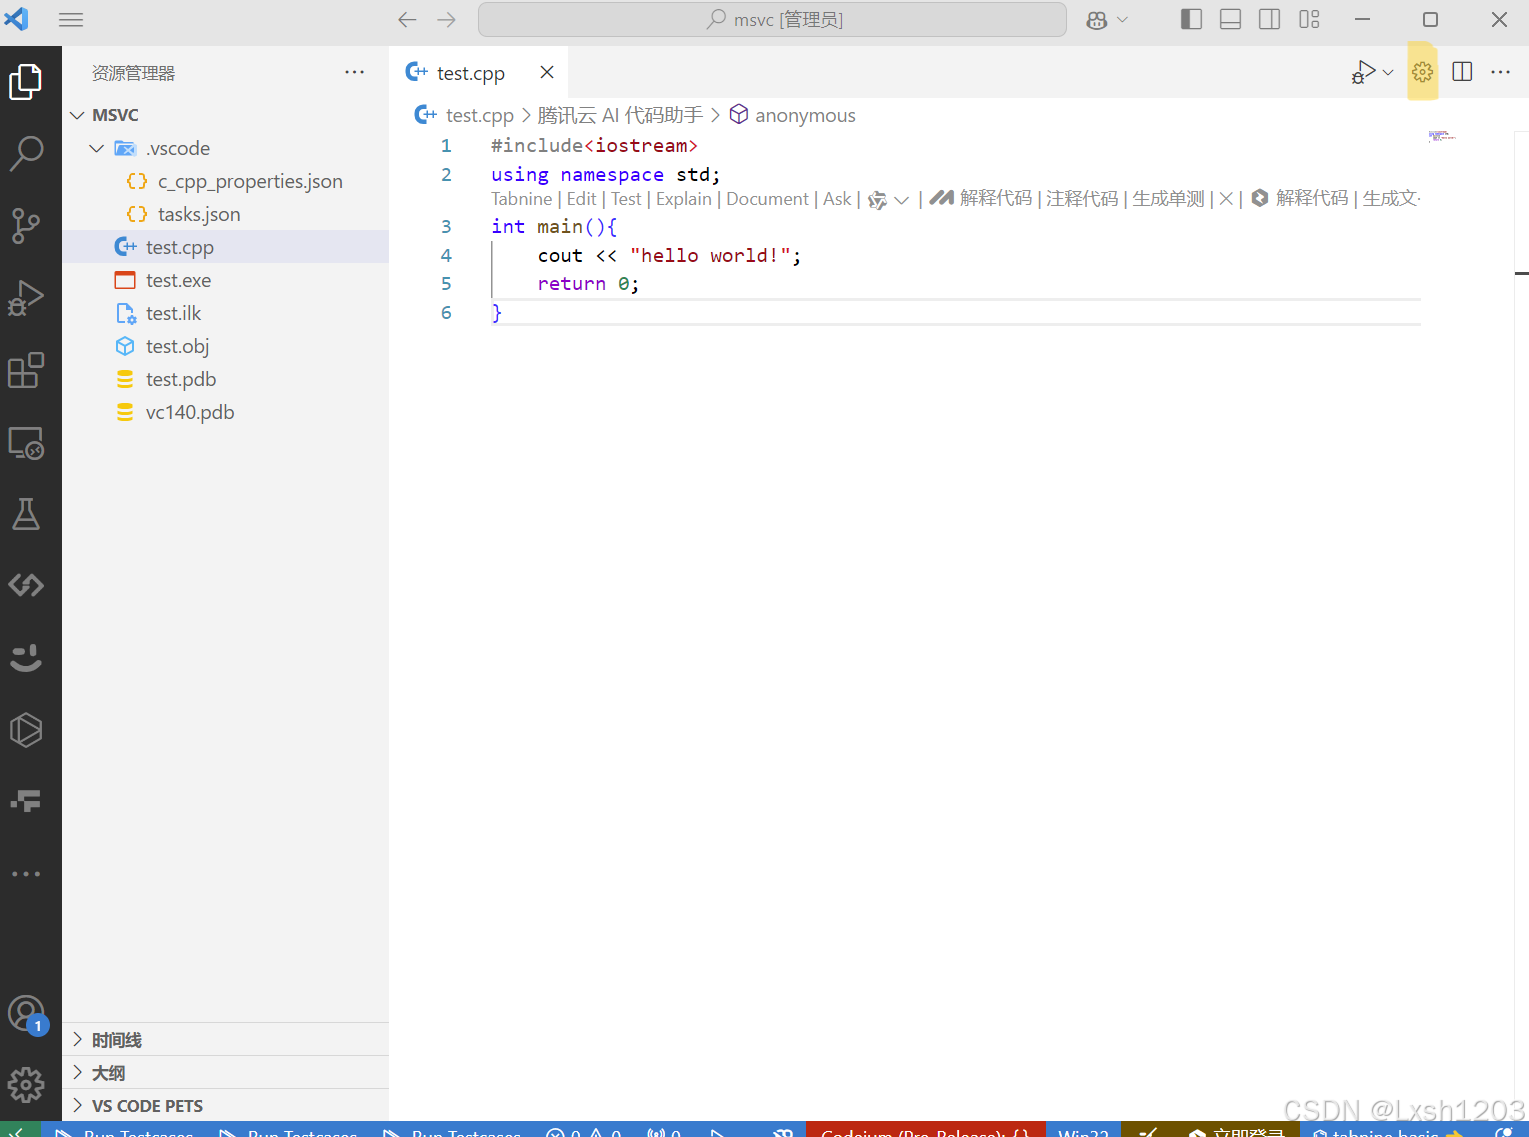 msvc [管理员]
资源管理器
MSVC
.vscode
c_cpp_properties.json
tasks.json
test.cpp
test.exe
test.ilk
test.obj
test.pdb
vc140.pdb
时间线
大纲
VS CODE PETS
1
test.cpp
test.cpp > 腾讯云 AI 代码助手 > anonymous
1 #include<iostream>
2 using namespace std;
Tabnine | Edit | Test | Explain | Document | Ask | | 解释代码 | 注释代码 | 生成单测 | × | 解释代码 | 生成文
3 int main(){
4 cout << "hello world!";
5 return 0;
6 }
CSDN @Lxsh1203
Run Testcases Run Testcases Run Testcases 0 0 0 Codeium (Pre-Release): {} Win32 立即登录 tabnine basic